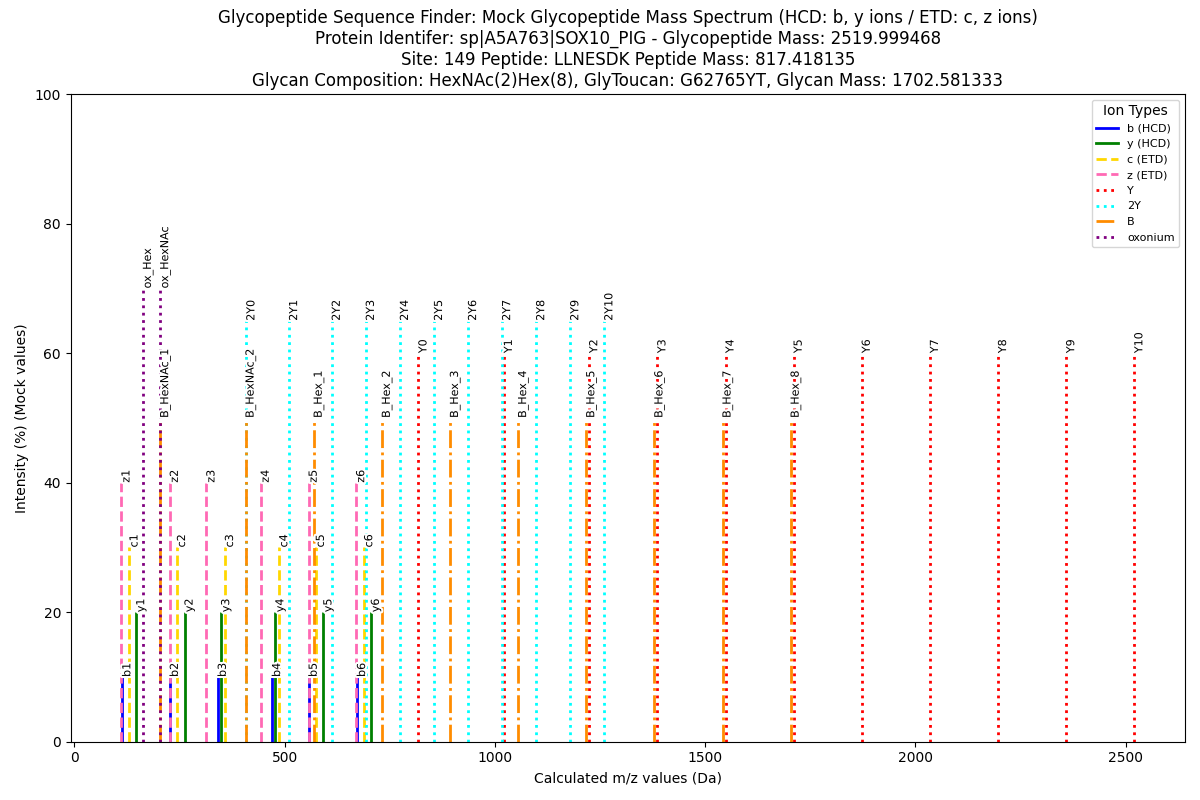 Glycopeptide Sequence Finder: Mock Glycopeptide Mass Spectrum (HCD: b, y ions / ETD: c, z ions)
Protein Identifer: sp|A5A763|SOX10_PIG - Glycopeptide Mass: 2519.999468
Site: 149 Peptide: LLNESDK Peptide Mass: 817.418135
Glycan Composition: HexNAc(2)Hex(8), GlyToucan: G62765YT, Glycan Mass: 1702.581333
100
80
60
40
20
0
Intensity (%) (Mock values)
Ion Types
b (HCD)
y (HCD)
c (ETD)
z (ETD)
Y
2Y
B
oxonium
ox_Hex
ox_HexNAc
2Y0
2Y1
2Y2
2Y3
2Y4
2Y5
2Y6
2Y7
2Y8
2Y9
2Y10
Y0
Y1
Y2
Y3
Y4
Y5
Y6
Y7
Y8
Y9
Y10
B_HexNAc_1
B_HexNAc_2
B_Hex_1
B_Hex_2
B_Hex_3
B_Hex_4
B_Hex_5
B_Hex_6
B_Hex_7
B_Hex_8
z1
z2
z3
z4
z5
z6
c1
c2
c3
c4
c5
c6
y1
y2
y3
y4
y5
y6
b1
b2
b3
b4
b5
b6
0
500
1000
1500
2000
2500
Calculated m/z values (Da)